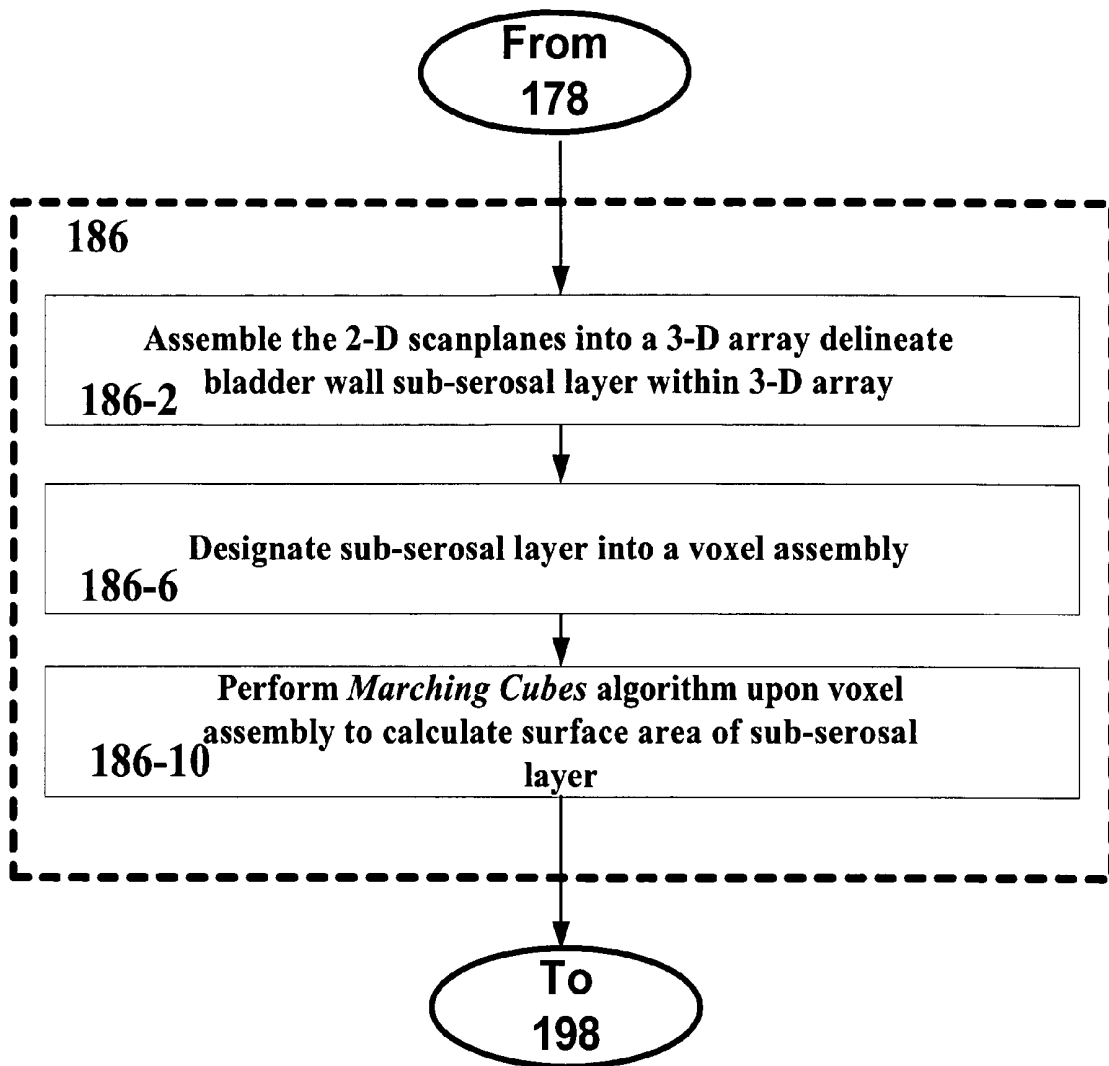 From
178
186
Assemble the 2-D scanplanes into a 3-D array delineate
bladder wall sub-serosal layer within 3-D array
186-2
Designate sub-serosal layer into a voxel assembly
186-6
Perform Marching Cubes algorithm upon voxel
assembly to calculate surface area of sub-serosal
layer
186-10
To
198